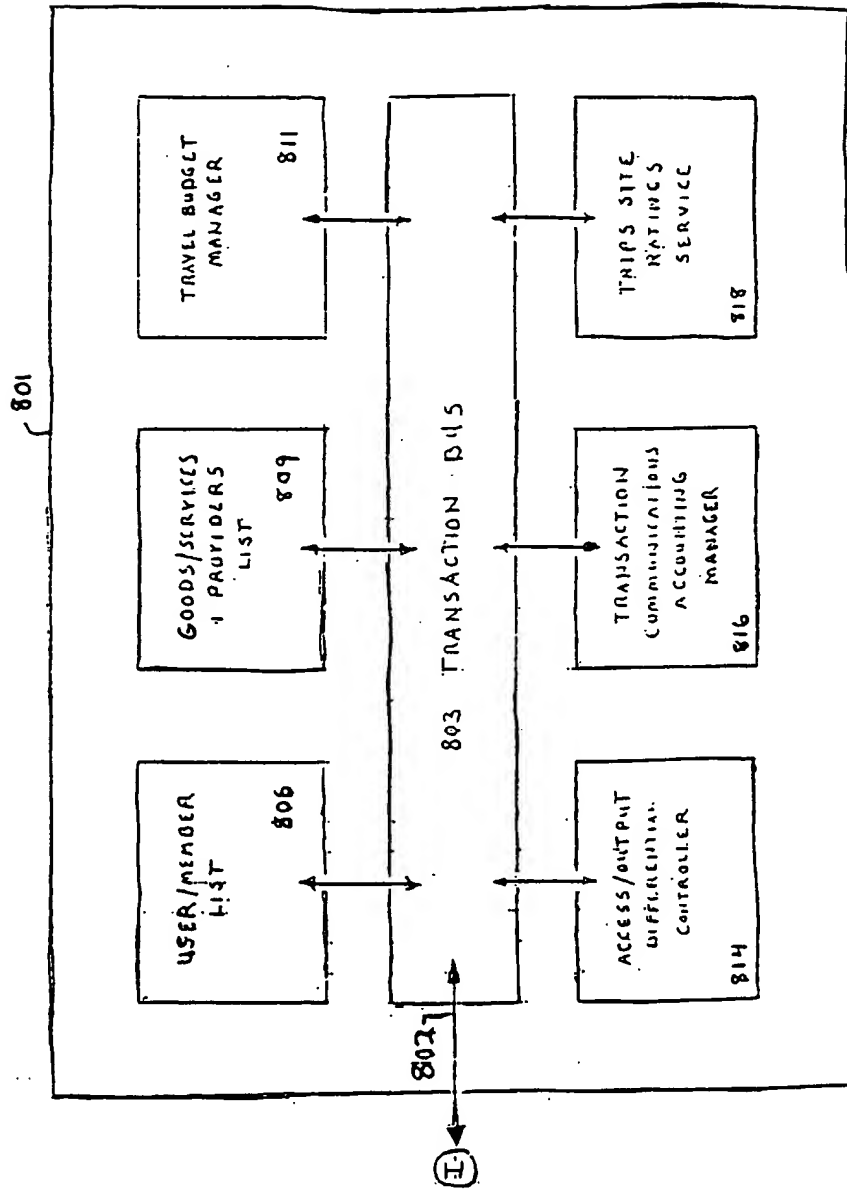 801
USER/MEMBER
LIST
806
GOODS/SERVICES
+ PROVIDERS
LIST
809
TRAVEL BUDGET
MANAGER
811
I
802
803 TRANSACTION BUS
ACCESS/OUTPUT
DIFFERENTIAL
CONTROLLER
814
TRANSACTION
COMMUNICATIONS
ACCOUNTING
MANAGER
816
TRIPS SITE
RATINGS
SERVICE
818